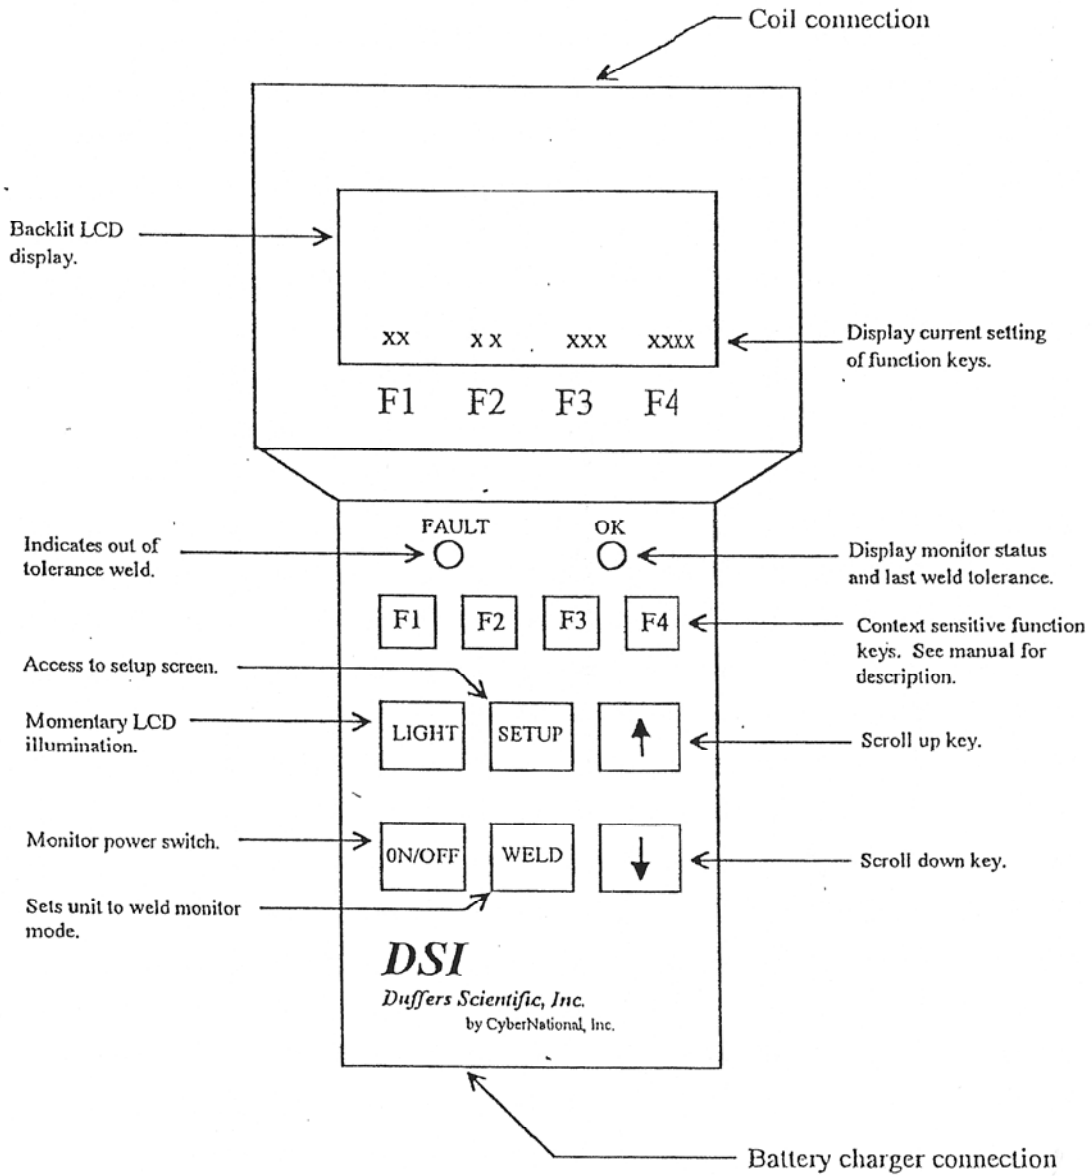 Coil connection
Backlit LCD
display.
xx x x xxx xxxx
Display current setting
of function keys.
F1 F2 F3 F4
FAULT OK
Indicates out of
tolerance weld.
Display monitor status
and last weld tolerance.
F1 F2 F3 F4
Context sensitive function
keys. See manual for
description.
Access to setup screen.
Momentary LCD
illumination.
LIGHT SETUP
Scroll up key.
Monitor power switch.
0N/OFF WELD
Scroll down key.
Sets unit to weld monitor
mode.
DSI
Duffers Scientific, Inc.
by CyberNational, Inc.
Battery charger connection